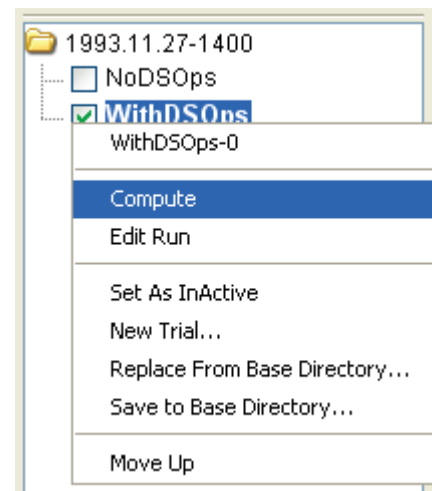 1993.11.27-1400
NoDSOps
WithDSOps
WithDSOps-0
Compute
Edit Run
Set As InActive
New Trial...
Replace From Base Directory...
Save to Base Directory...
Move Up